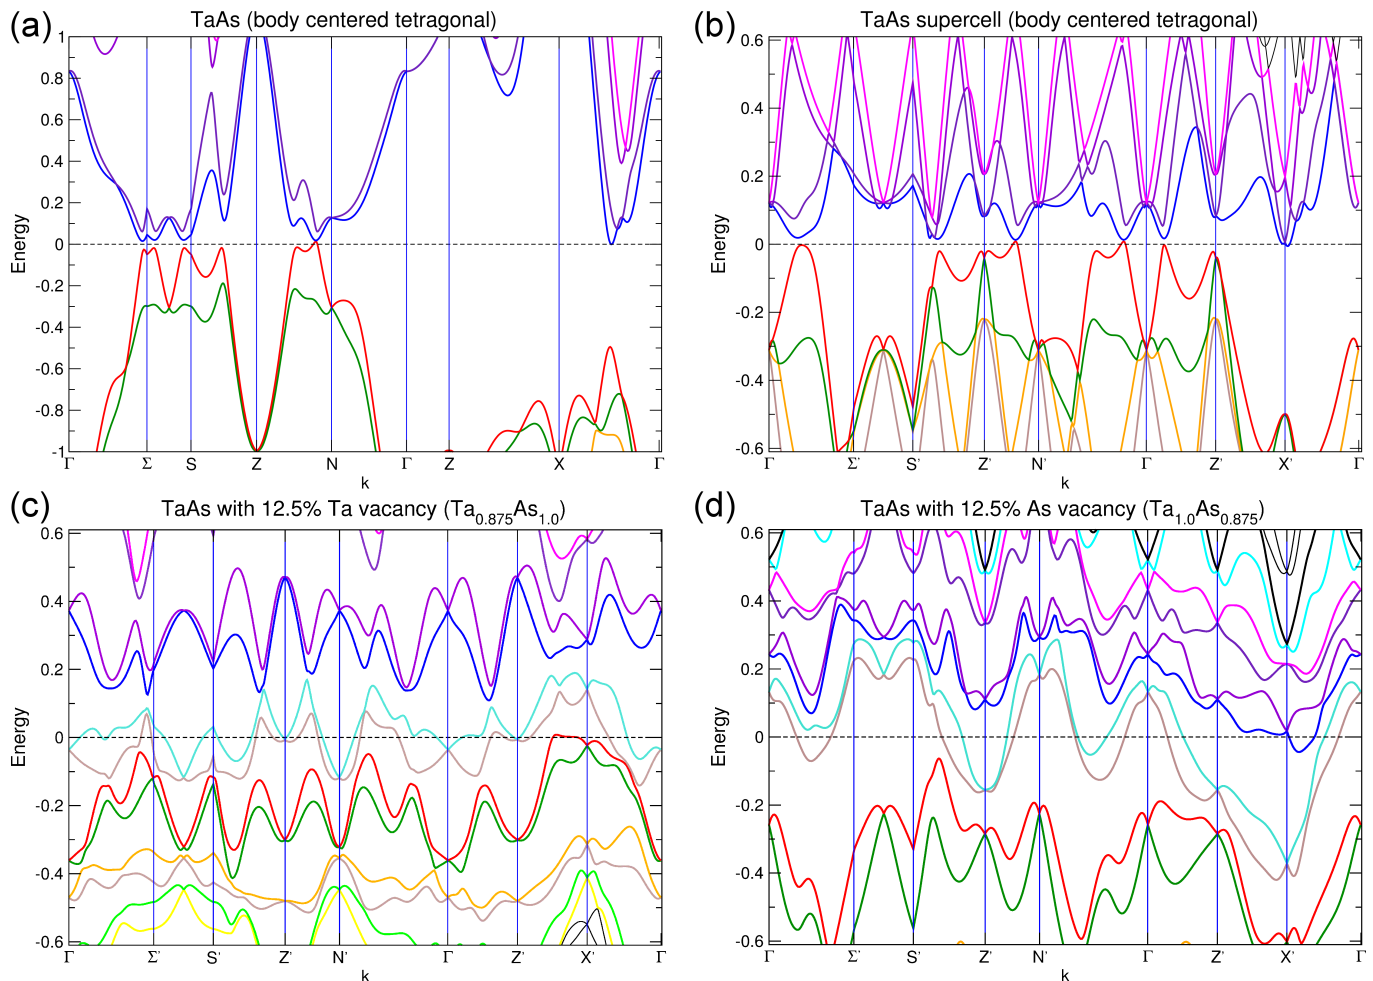 (a)
TaAs (body centered tetragonal)
1
0.8
0.6
0.4
0.2
0
-0.2
-0.4
-0.6
-0.8
-1
Energy
Γ Σ S Z N Γ Z X Γ
k
(b)
TaAs supercell (body centered tetragonal)
0.6
0.4
0.2
0
-0.2
-0.4
-0.6
Energy
Γ Σ' S' Z' N' Γ Z' X' Γ
k
(c)
TaAs with 12.5% Ta vacancy (Ta0.875As1.0)
0.6
0.4
0.2
0
-0.2
-0.4
-0.6
Energy
Γ Σ' S' Z' N' Γ Z' X' Γ
k
(d)
TaAs with 12.5% As vacancy (Ta1.0As0.875)
0.6
0.4
0.2
0
-0.2
-0.4
-0.6
Energy
Γ Σ' S' Z' N' Γ Z' X' Γ
k